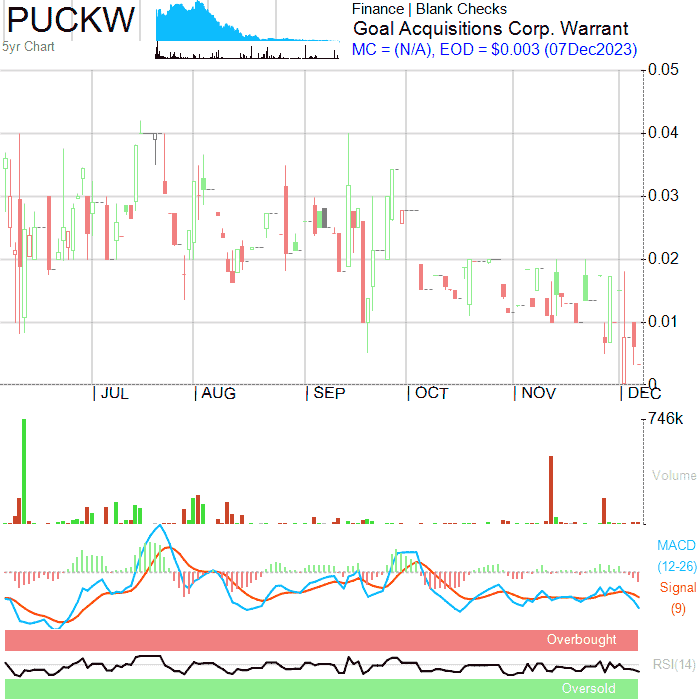 PUCKW
5yr Chart
Finance | Blank Checks
Goal Acquisitions Corp. Warrant
MC = (N/A), EOD = $0.003 (07Dec2023)
0.05
0.04
0.03
0.02
0.01
0
JUL AUG SEP OCT NOV DEC
746k
Volume
MACD
(12-26)
Signal
(9)
Overbought
RSI(14)
Oversold